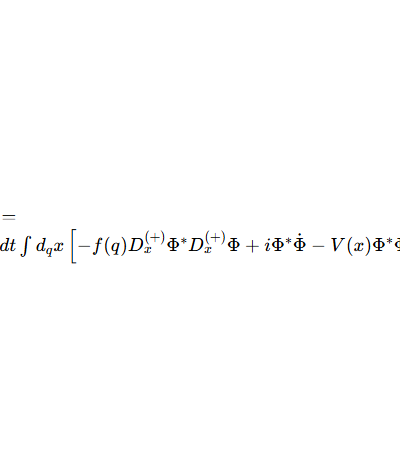 =
dt ∫ d_q x [ −f(q) D_x^{(+)} Φ* D_x^{(+)} Φ + iΦ* Φ̇ − V(x)Φ*